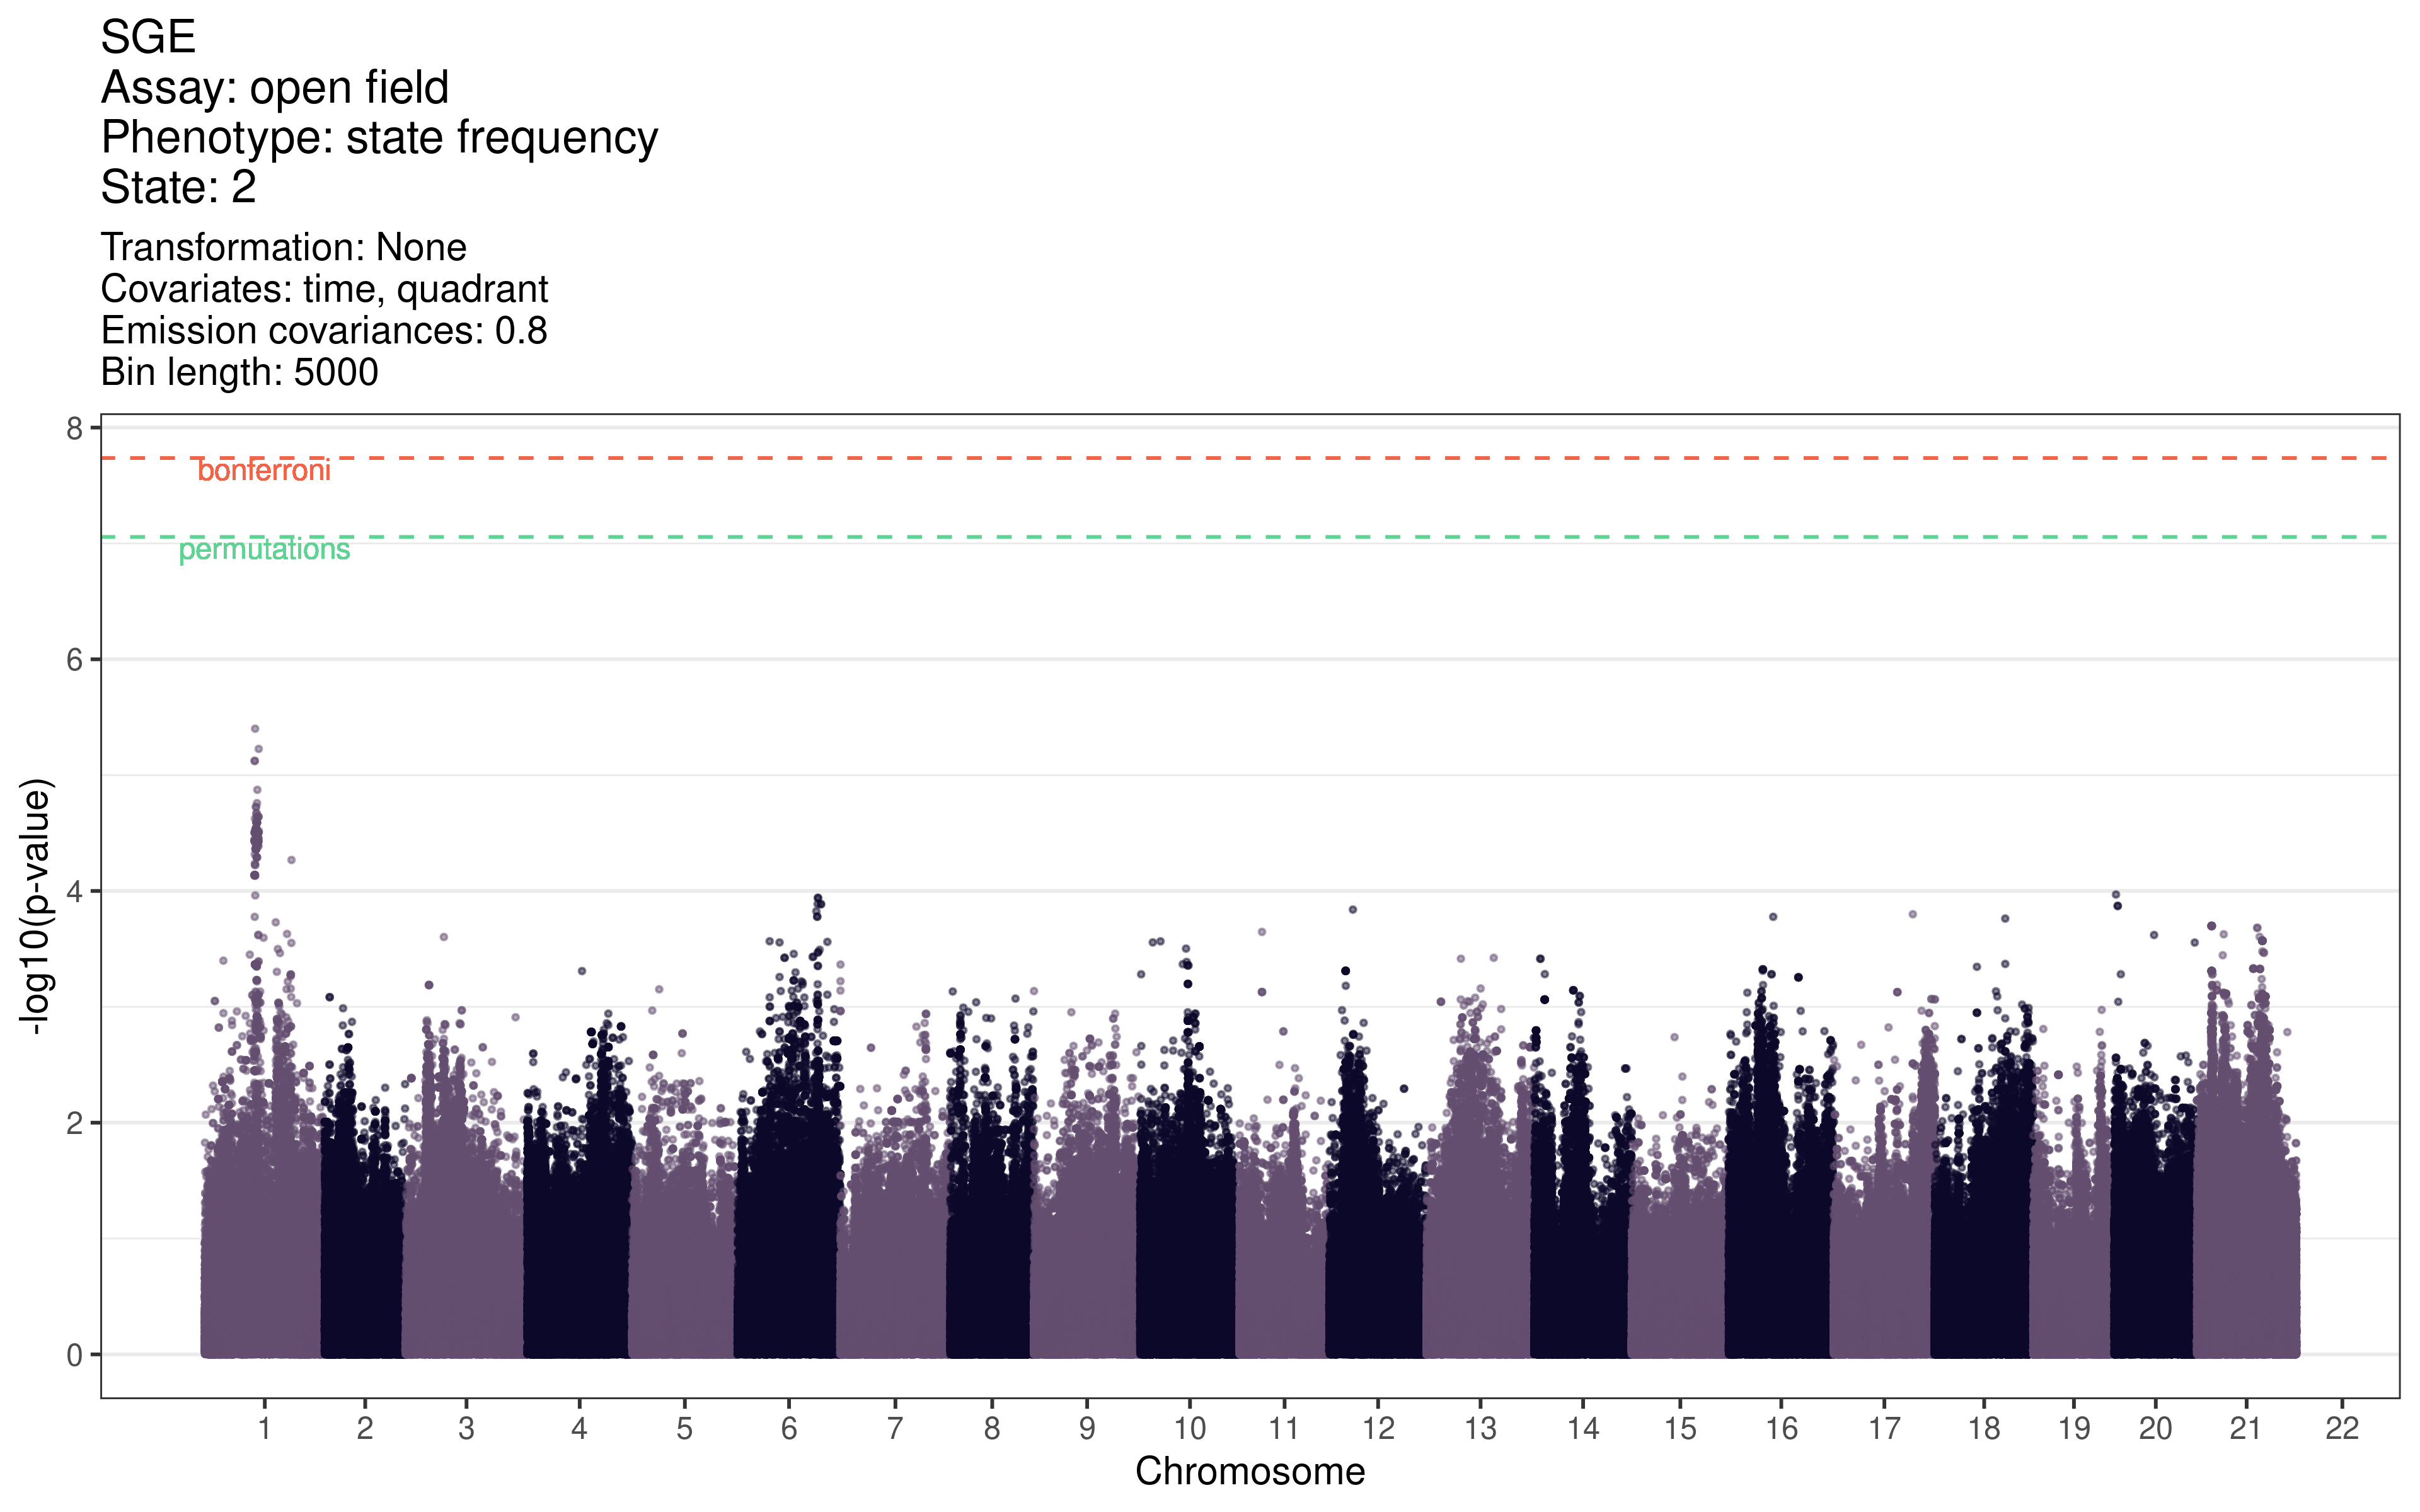 SGE
Assay: open field
Phenotype: state frequency
State: 2
Transformation: None
Covariates: time, quadrant
Emission covariances: 0.8
Bin length: 5000
8
bonferroni
permutations
6
4
2
0
-log10(p-value)
1 2 3 4 5 6 7 8 9 10 11 12 13 14 15 16 17 18 19 20 21 22
Chromosome